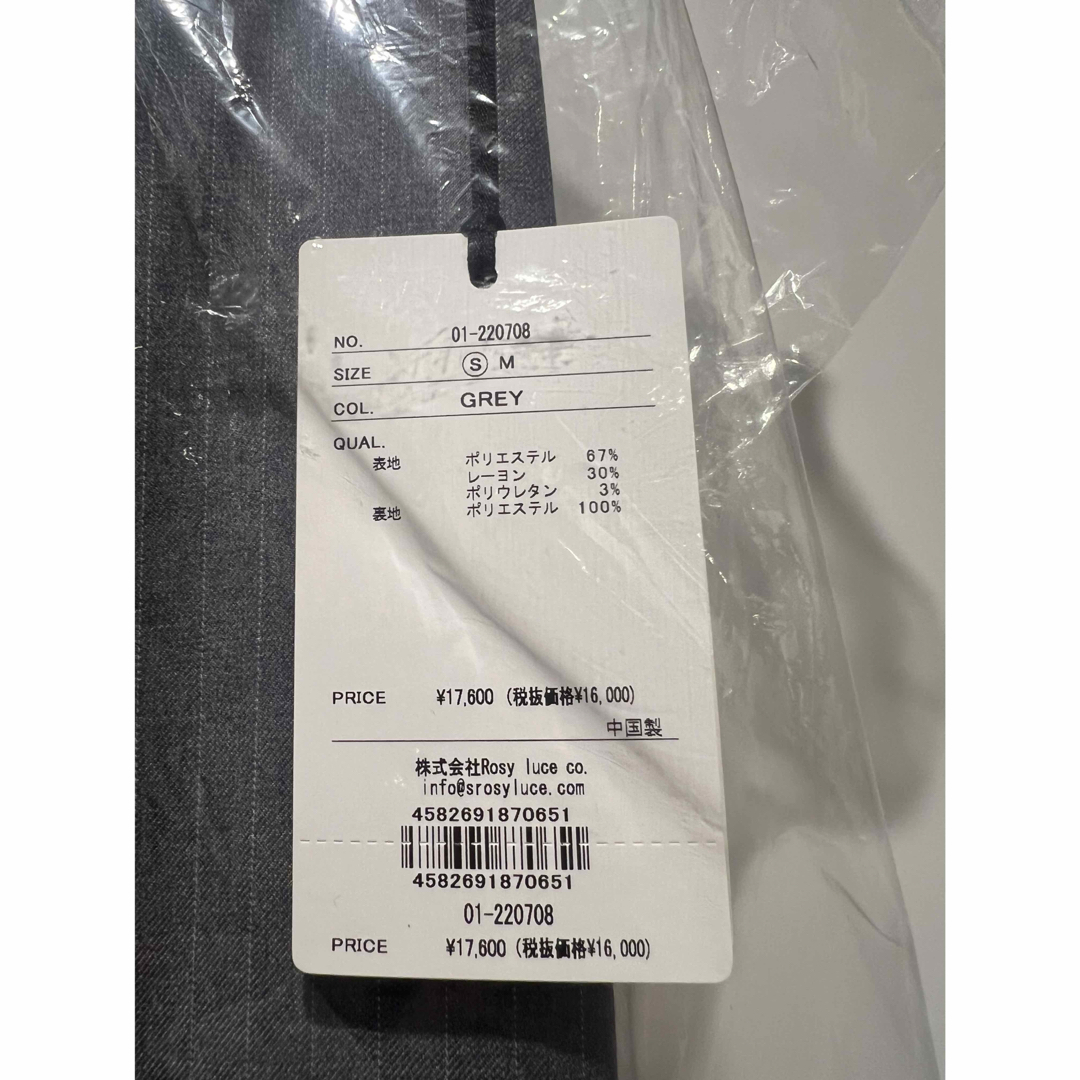 NO. 01-220708
SIZE Ⓢ M
COL. GREY
QUAL.
表地 ポリエステル 67%
レーヨン 30%
ポリウレタン 3%
裏地 ポリエステル 100%
PRICE ¥17,600 (税抜価格¥16,000)
中国製
株式会社Rosy luce co.
info@srosyluce.com
4582691870651
4582691870651
01-220708
PRICE ¥17,600 (税抜価格¥16,000)